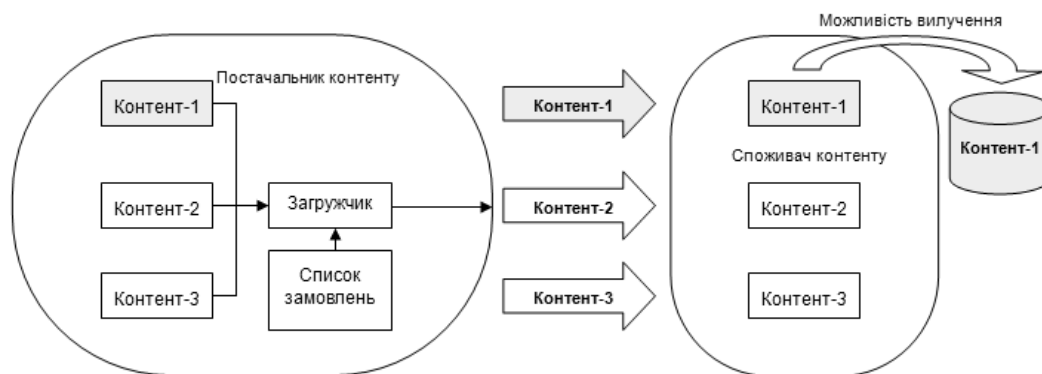 Можливість вилучення
Постачальник контенту
Контент-1
Контент-2
Контент-3
Загружчик
Список
замовлень
Контент-1
Контент-2
Контент-3
Контент-1
Споживач контенту
Контент-2
Контент-3
Контент-1